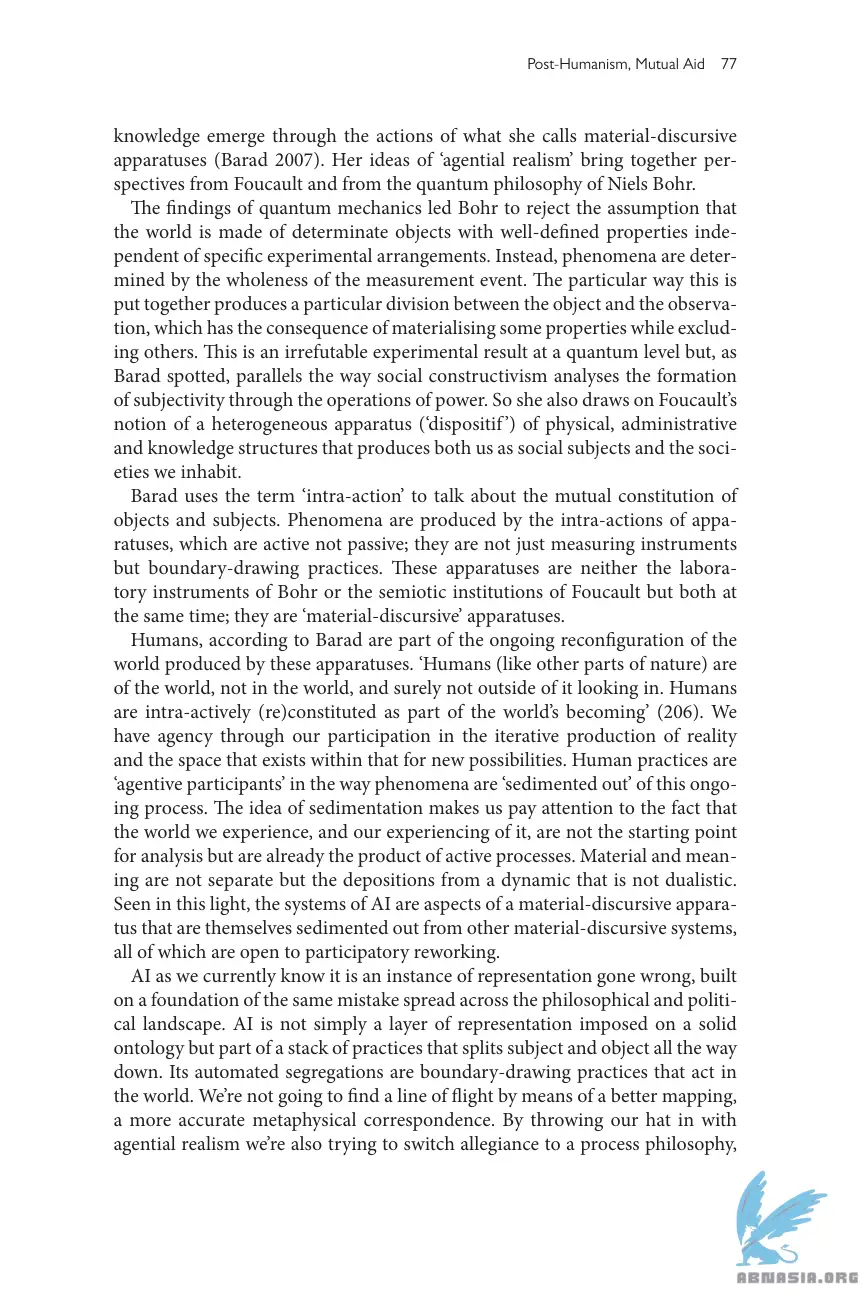 Post-Humanism, Mutual Aid 77
knowledge emerge through the actions of what she calls material-discursive
apparatuses (Barad 2007). Her ideas of ‘agential realism’ bring together per-
spectives from Foucault and from the quantum philosophy of Niels Bohr.
The findings of quantum mechanics led Bohr to reject the assumption that
the world is made of determinate objects with well-defined properties inde-
pendent of specific experimental arrangements. Instead, phenomena are deter-
mined by the wholeness of the measurement event. The particular way this is
put together produces a particular division between the object and the observa-
tion, which has the consequence of materialising some properties while exclud-
ing others. This is an irrefutable experimental result at a quantum level but, as
Barad spotted, parallels the way social constructivism analyses the formation
of subjectivity through the operations of power. So she also draws on Foucault’s
notion of a heterogeneous apparatus (‘dispositif’) of physical, administrative
and knowledge structures that produces both us as social subjects and the soci-
eties we inhabit.
Barad uses the term ‘intra-action’ to talk about the mutual constitution of
objects and subjects. Phenomena are produced by the intra-actions of appa-
ratuses, which are active not passive; they are not just measuring instruments
but boundary-drawing practices. These apparatuses are neither the labora-
tory instruments of Bohr or the semiotic institutions of Foucault but both at
the same time; they are ‘material-discursive’ apparatuses.
Humans, according to Barad are part of the ongoing reconfiguration of the
world produced by these apparatuses. ‘Humans (like other parts of nature) are
of the world, not in the world, and surely not outside of it looking in. Humans
are intra-actively (re)constituted as part of the world’s becoming’ (206). We
have agency through our participation in the iterative production of reality
and the space that exists within that for new possibilities. Human practices are
‘agentive participants’ in the way phenomena are ‘sedimented out’ of this ongo-
ing process. The idea of sedimentation makes us pay attention to the fact that
the world we experience, and our experiencing of it, are not the starting point
for analysis but are already the product of active processes. Material and mean-
ing are not separate but the depositions from a dynamic that is not dualistic.
Seen in this light, the systems of AI are aspects of a material-discursive appara-
tus that are themselves sedimented out from other material-discursive systems,
all of which are open to participatory reworking.
AI as we currently know it is an instance of representation gone wrong, built
on a foundation of the same mistake spread across the philosophical and politi-
cal landscape. AI is not simply a layer of representation imposed on a solid
ontology but part of a stack of practices that splits subject and object all the way
down. Its automated segregations are boundary-drawing practices that act in
the world. We’re not going to find a line of flight by means of a better mapping,
a more accurate metaphysical correspondence. By throwing our hat in with
agential realism we’re also trying to switch allegiance to a process philosophy,
ABNASIA.ORG